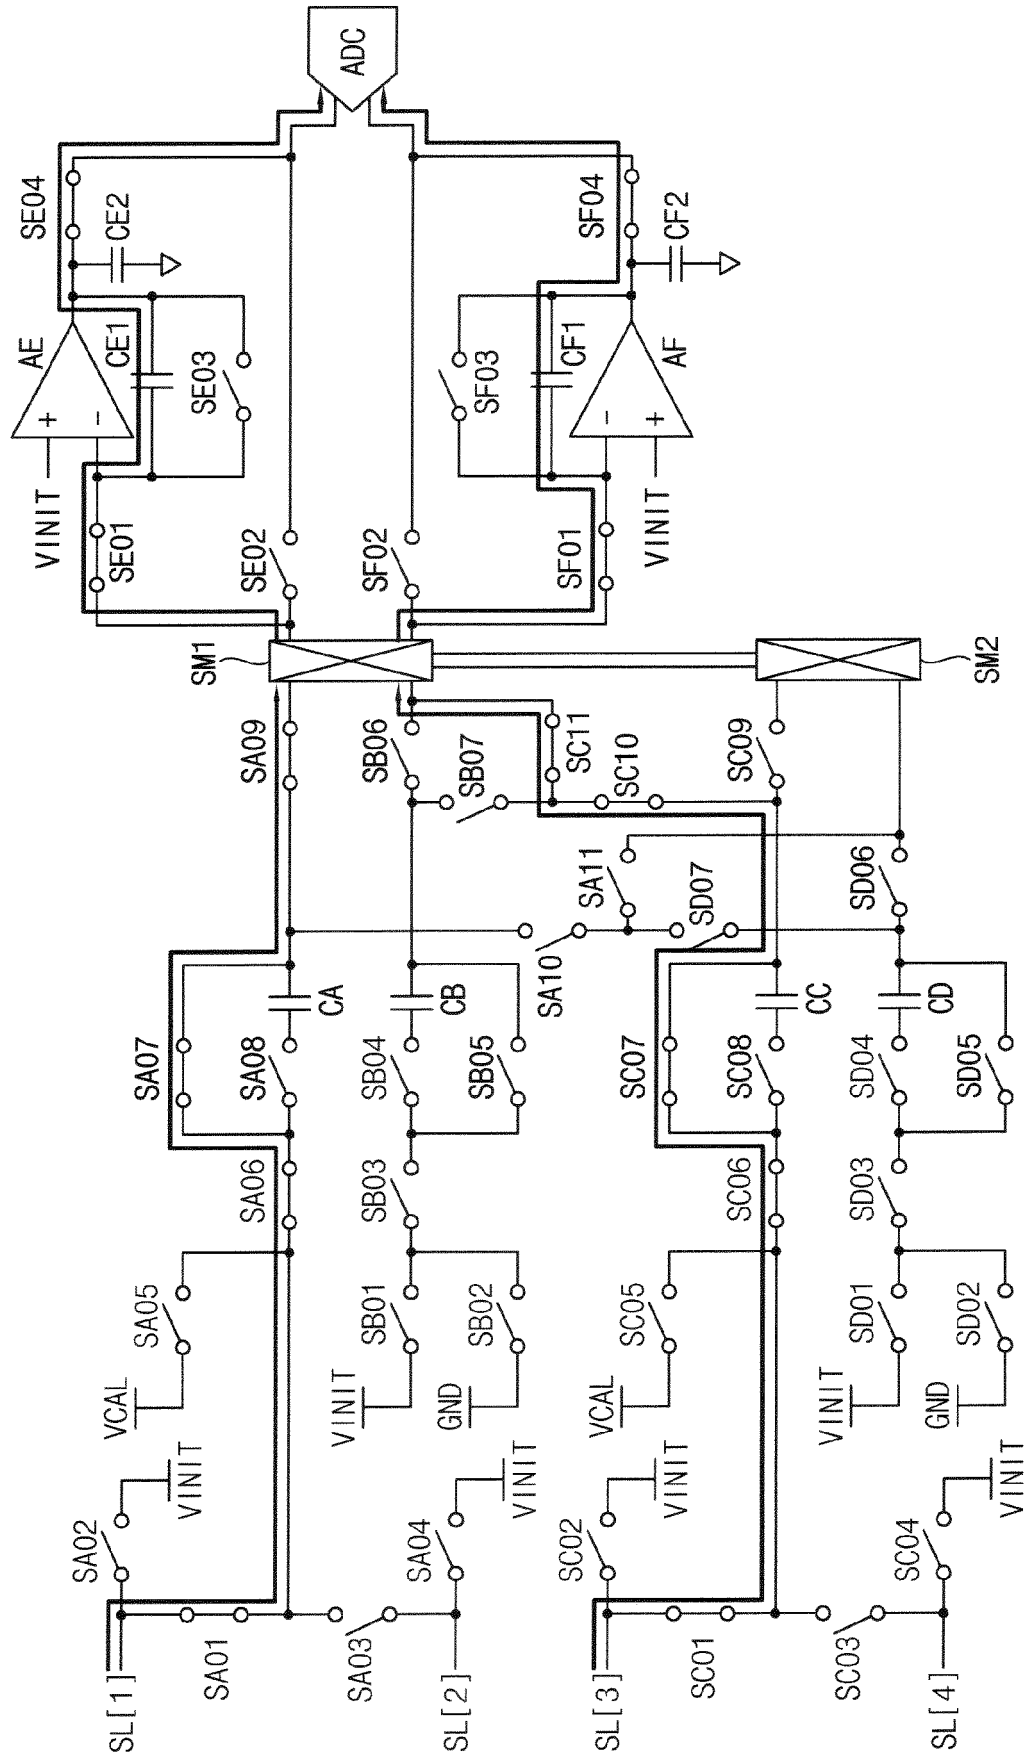 SL[1]
SA01
SA02
VINIT
SA03
SL[2]
SA04
VINIT
VCAL
SA05
SA06
SA07
SA08
CA
SA09
VINIT
SB01
GND
SB02
SB03
SB04
SB05
CB
SB06
SB07
SA10
SA11
SL[3]
SC01
SC02
VINIT
SC03
SL[4]
SC04
VINIT
VCAL
SC05
SC06
SC07
SC08
CC
SC09
SC10
SC11
VINIT
SD01
GND
SD02
SD03
SD04
SD05
CD
SD06
SD07
SM1
SM2
SE01
SE02
VINIT
+
-
AE
CE1
SE03
CE2
SE04
SF01
SF02
VINIT
-
+
AF
CF1
SF03
CF2
SF04
ADC